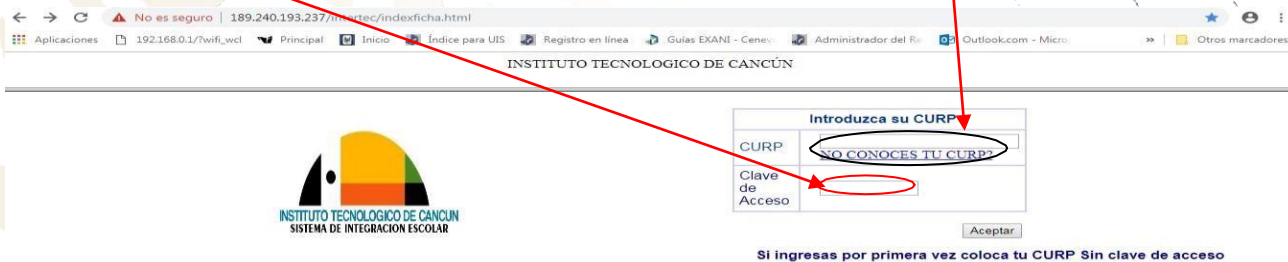 No es seguro | 189.240.193.237/intertec/indexficha.html
Aplicaciones 192.168.0.1/?wifi_wcl Principal Inicio Índice para UIS Registro en línea Guías EXANI - Cenev Administrador del Re Outlook.com - Micro » Otros marcadores
INSTITUTO TECNOLOGICO DE CANCÚN
Introduzca su CURP
CURP
NO CONOCES TU CURP?
Clave
de
Acceso
INSTITUTO TECNOLOGICO DE CANCUN
SISTEMA DE INTEGRACION ESCOLAR
Aceptar
Si ingresas por primera vez coloca tu CURP Sin clave de acceso